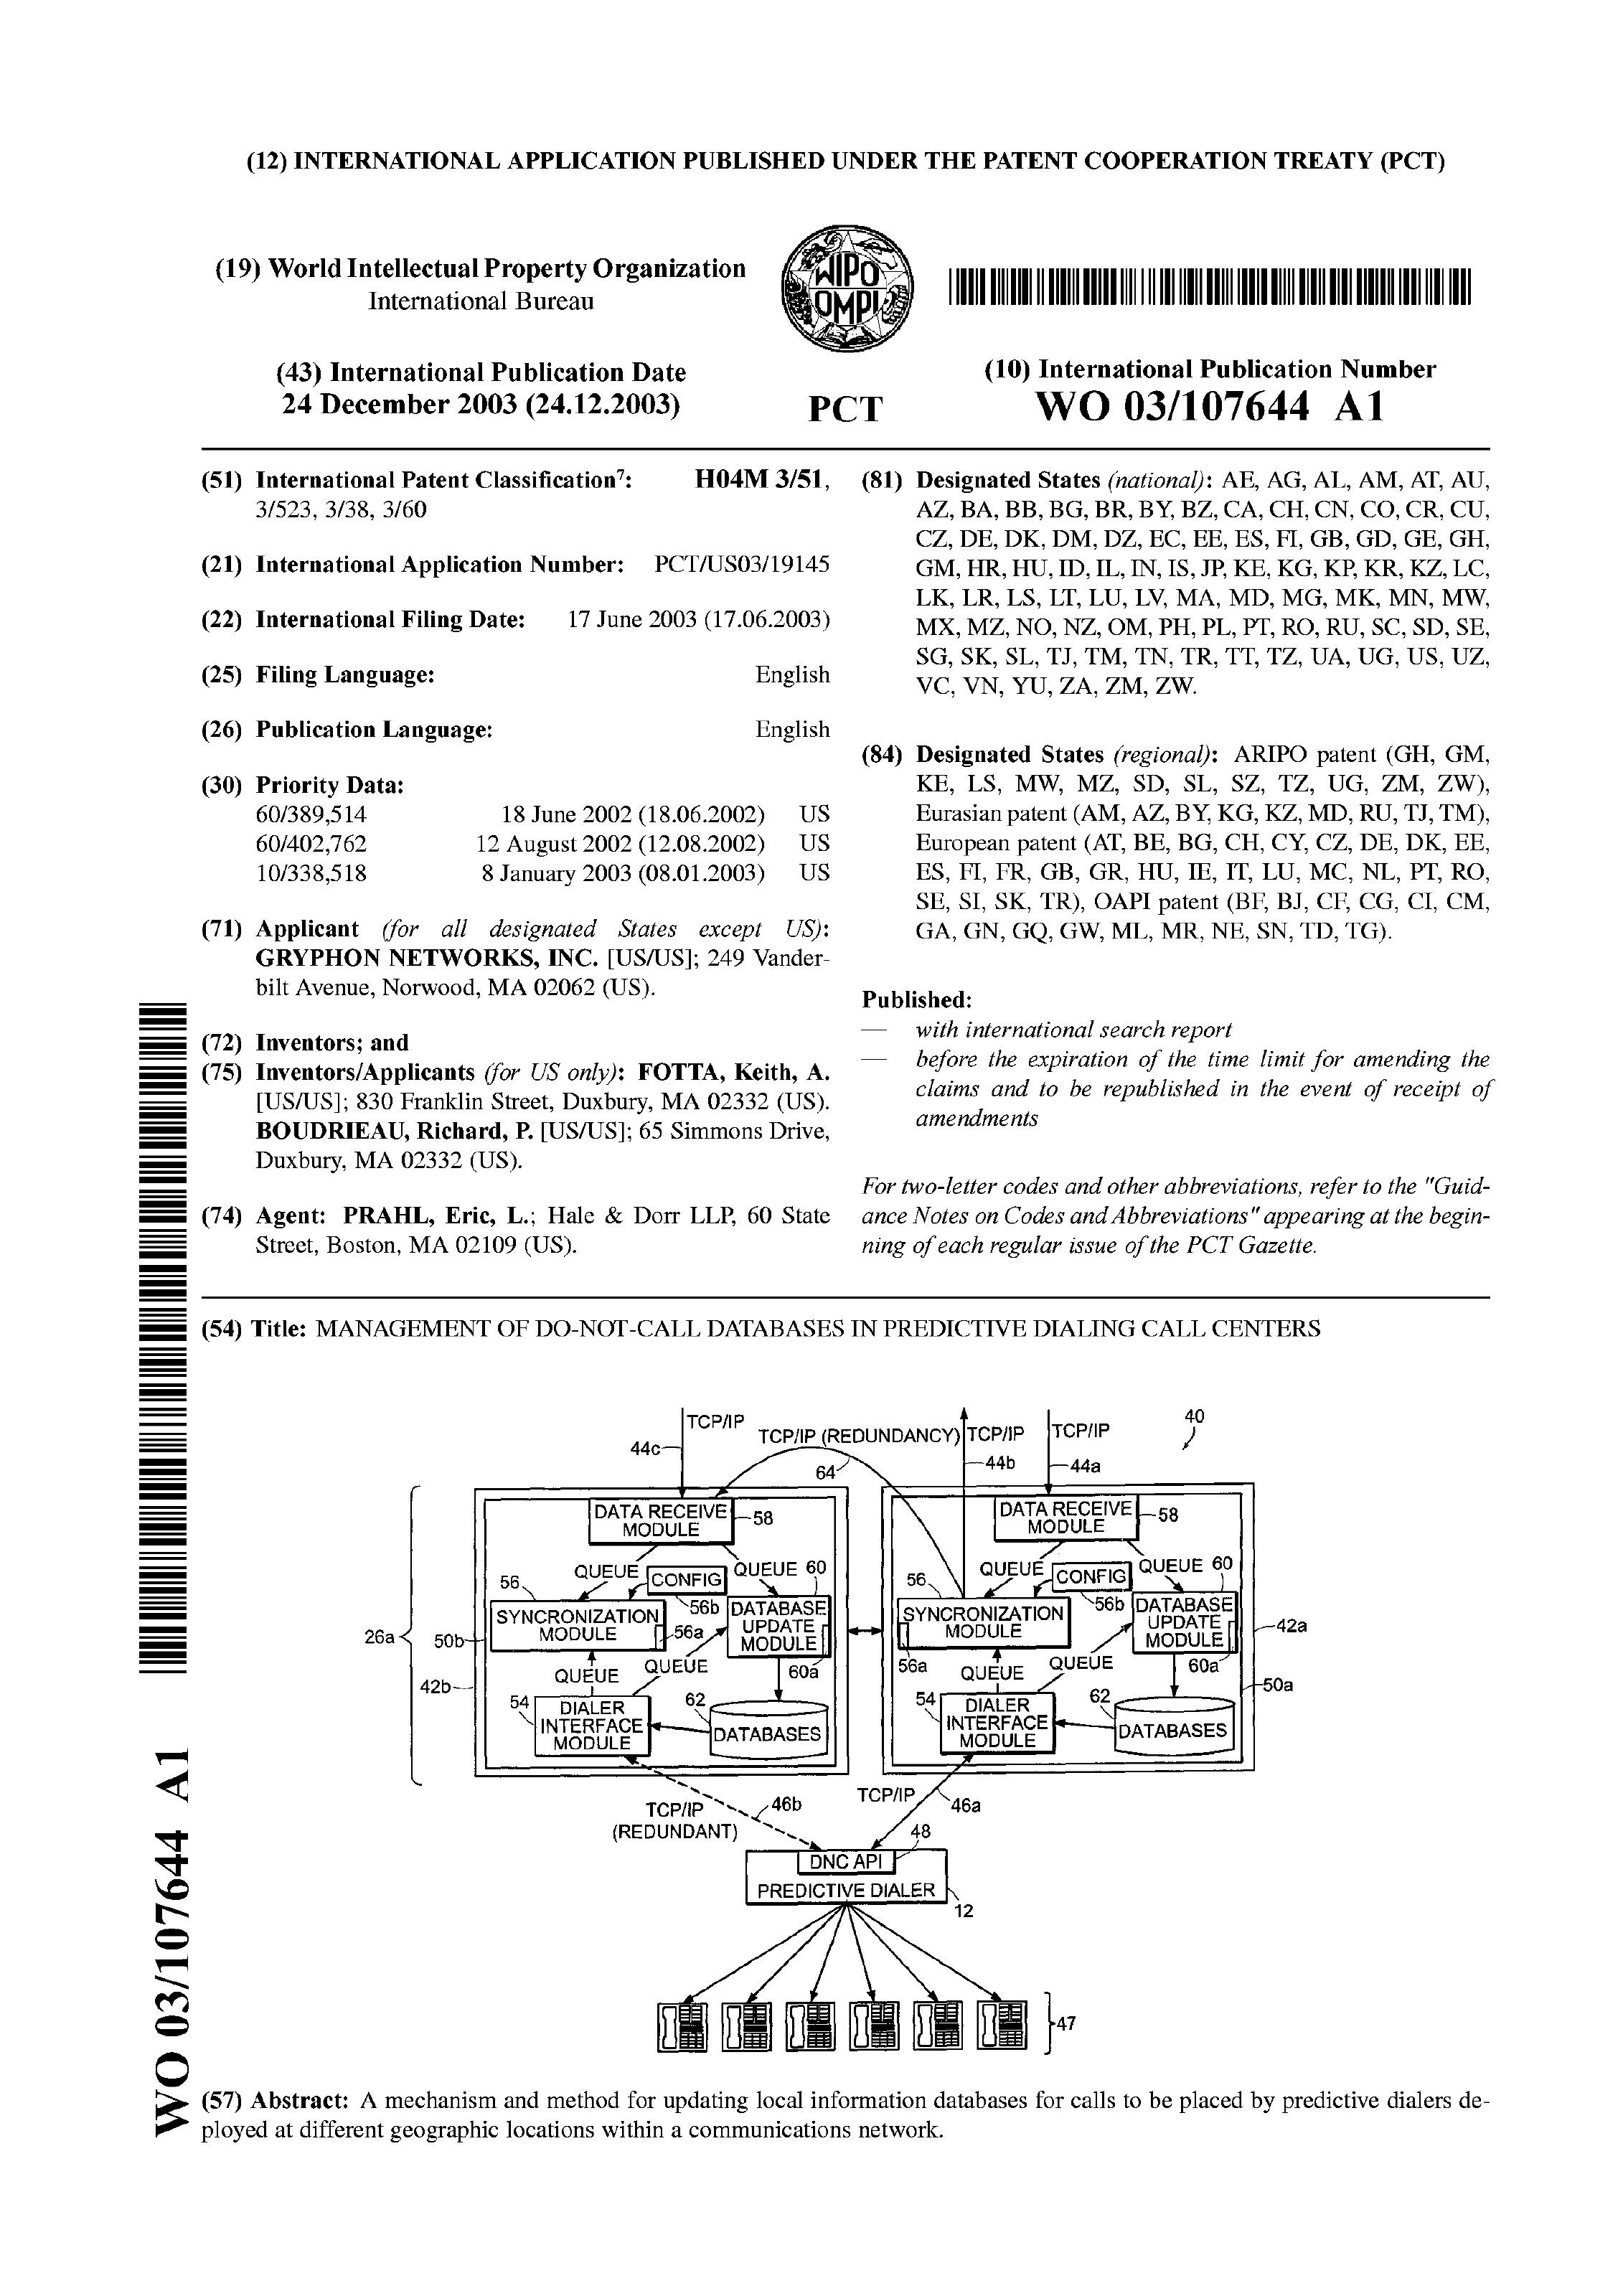 (12) INTERNATIONAL APPLICATION PUBLISHED UNDER THE PATENT COOPERATION TREATY (PCT)
(19) World Intellectual Property Organization
International Bureau
WIPO
OMPI
(43) International Publication Date
24 December 2003 (24.12.2003)
PCT
(10) International Publication Number
WO 03/107644 A1
(51) International Patent Classification7: H04M 3/51,
3/523, 3/38, 3/60
(21) International Application Number: PCT/US03/19145
(22) International Filing Date: 17 June 2003 (17.06.2003)
(25) Filing Language: English
(26) Publication Language: English
(30) Priority Data:
60/389,514 18 June 2002 (18.06.2002) US
60/402,762 12 August 2002 (12.08.2002) US
10/338,518 8 January 2003 (08.01.2003) US
(71) Applicant (for all designated States except US):
GRYPHON NETWORKS, INC. [US/US]; 249 Vander-
bilt Avenue, Norwood, MA 02062 (US).
(72) Inventors; and
(75) Inventors/Applicants (for US only): FOTTA, Keith, A.
[US/US]; 830 Franklin Street, Duxbury, MA 02332 (US).
BOUDRIEAU, Richard, P. [US/US]; 65 Simmons Drive,
Duxbury, MA 02332 (US).
(74) Agent: PRAHL, Eric, L.; Hale & Dorr LLP, 60 State
Street, Boston, MA 02109 (US).
(81) Designated States (national): AE, AG, AL, AM, AT, AU,
AZ, BA, BB, BG, BR, BY, BZ, CA, CH, CN, CO, CR, CU,
CZ, DE, DK, DM, DZ, EC, EE, ES, FI, GB, GD, GE, GH,
GM, HR, HU, ID, IL, IN, IS, JP, KE, KG, KP, KR, KZ, LC,
LK, LR, LS, LT, LU, LV, MA, MD, MG, MK, MN, MW,
MX, MZ, NO, NZ, OM, PH, PL, PT, RO, RU, SC, SD, SE,
SG, SK, SL, TJ, TM, TN, TR, TT, TZ, UA, UG, US, UZ,
VC, VN, YU, ZA, ZM, ZW.
(84) Designated States (regional): ARIPO patent (GH, GM,
KE, LS, MW, MZ, SD, SL, SZ, TZ, UG, ZM, ZW),
Eurasian patent (AM, AZ, BY, KG, KZ, MD, RU, TJ, TM),
European patent (AT, BE, BG, CH, CY, CZ, DE, DK, EE,
ES, FI, FR, GB, GR, HU, IE, IT, LU, MC, NL, PT, RO,
SE, SI, SK, TR), OAPI patent (BF, BJ, CF, CG, CI, CM,
GA, GN, GQ, GW, ML, MR, NE, SN, TD, TG).
Published:
— with international search report
— before the expiration of the time limit for amending the
claims and to be republished in the event of receipt of
amendments
For two-letter codes and other abbreviations, refer to the "Guid-
ance Notes on Codes and Abbreviations" appearing at the begin-
ning of each regular issue of the PCT Gazette.
(54) Title: MANAGEMENT OF DO-NOT-CALL DATABASES IN PREDICTIVE DIALING CALL CENTERS
TCP/IP
44c
TCP/IP (REDUNDANCY)
64
TCP/IP
44b
TCP/IP
44a
40
26a
50b
42b
DATA RECEIVE
MODULE
58
QUEUE
QUEUE
60
56
CONFIG
56b
SYNCRONIZATION
MODULE
56a
DATABASE
UPDATE
MODULE
60a
QUEUE
QUEUE
54
DIALER
INTERFACE
MODULE
62
DATABASES
DATA RECEIVE
MODULE
58
QUEUE
QUEUE
60
56
CONFIG
56b
SYNCRONIZATION
MODULE
56a
DATABASE
UPDATE
MODULE
60a
QUEUE
QUEUE
54
DIALER
INTERFACE
MODULE
62
DATABASES
42a
50a
TCP/IP
(REDUNDANT)
46b
TCP/IP
46a
48
DNC API
PREDICTIVE DIALER
12
47
(57) Abstract: A mechanism and method for updating local information databases for calls to be placed by predictive dialers de-
ployed at different geographic locations within a communications network.
WO 03/107644 A1